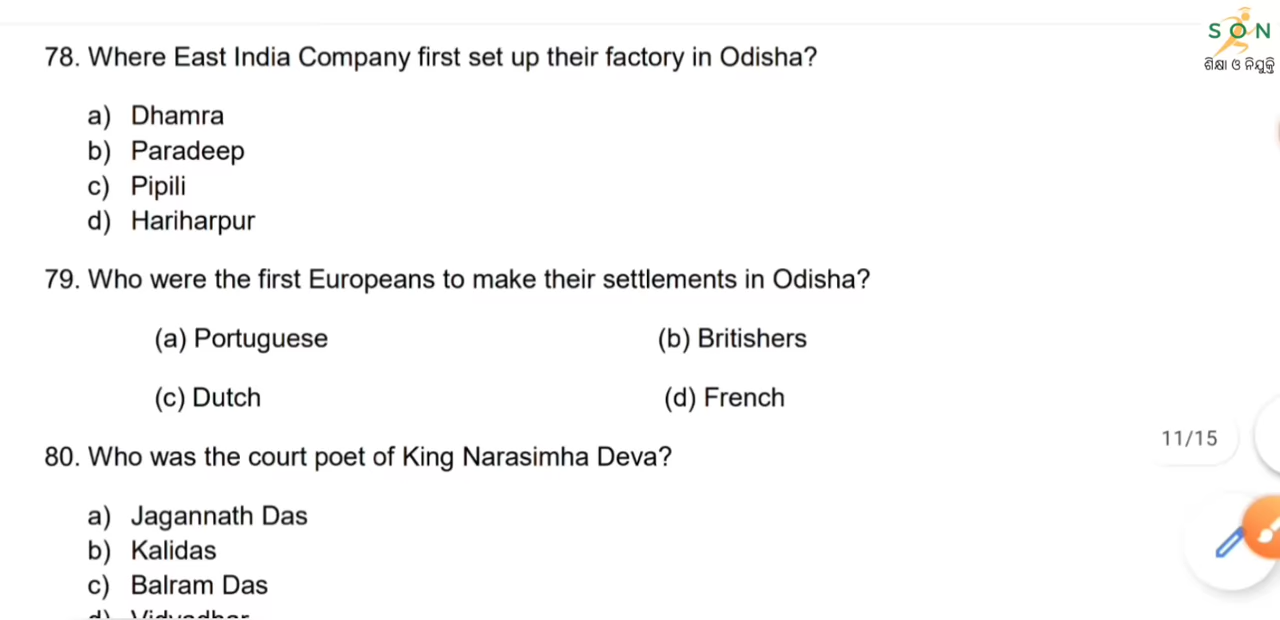 S O N
ଶିକ୍ଷା ଓ ନିଯୁକ୍ତି
78. Where East India Company first set up their factory in Odisha?
a) Dhamra
b) Paradeep
c) Pipili
d) Hariharpur
79. Who were the first Europeans to make their settlements in Odisha?
(a) Portuguese (b) Britishers
(c) Dutch (d) French
11/15
80. Who was the court poet of King Narasimha Deva?
a) Jagannath Das
b) Kalidas
c) Balram Das
d) Vidyadhar